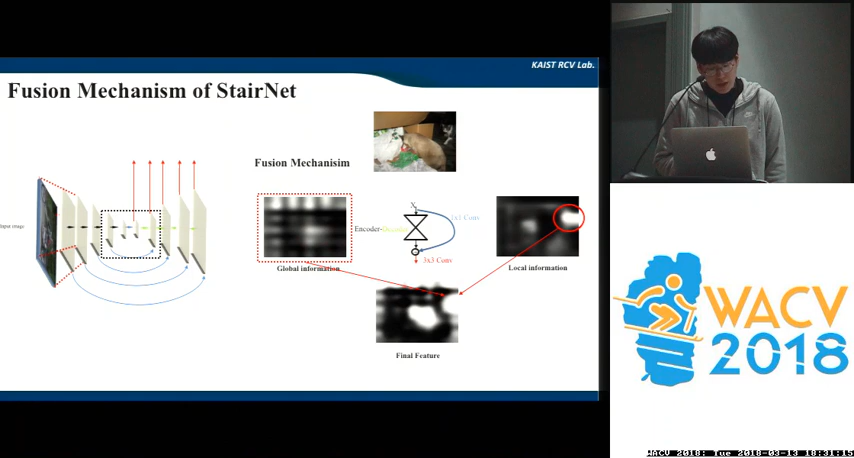 KAIST RCV Lab.
Fusion Mechanism of StairNet
Fusion Mechanisim
Input image
X
1x1 Conv
Encoder-Decoder
3x3 Conv
Global information
Local information
Final Feature
WACV
2018
WACV 2018: Tue 2018-03-13 18:31:15